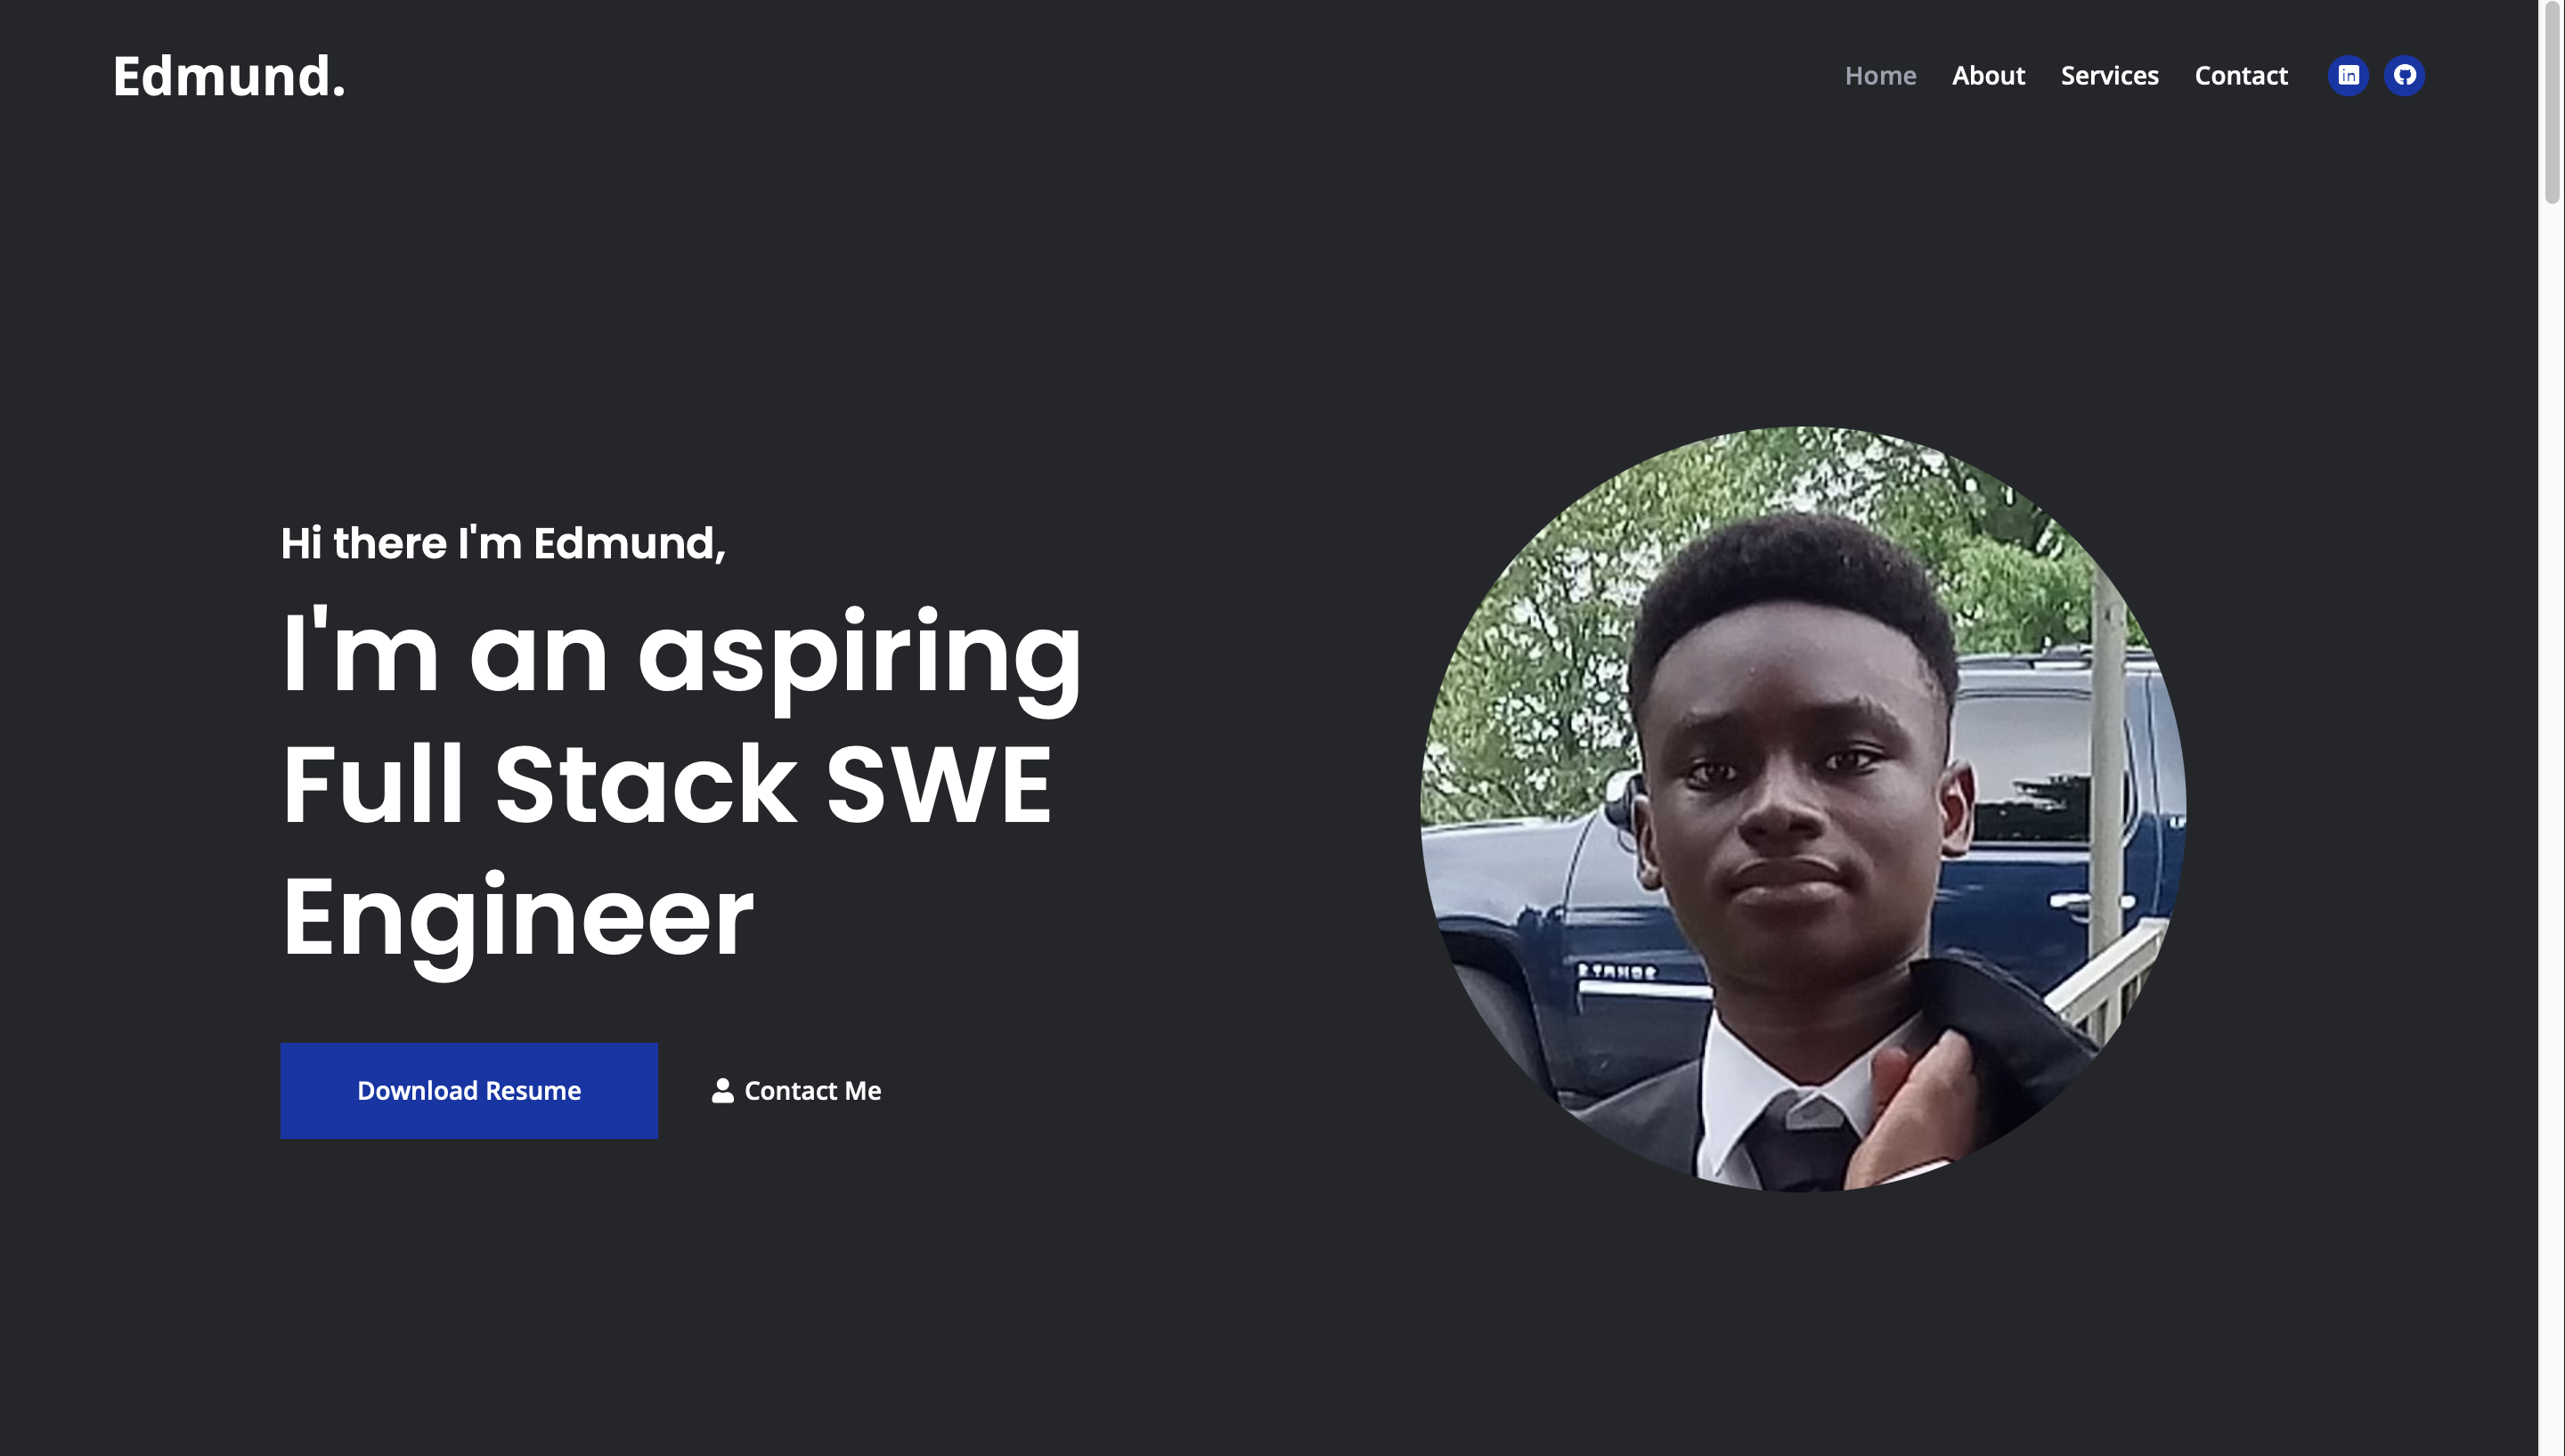 Edmund.
Home About Services Contact
Hi there I'm Edmund,
I'm an aspiring
Full Stack SWE
Engineer
Download Resume Contact Me